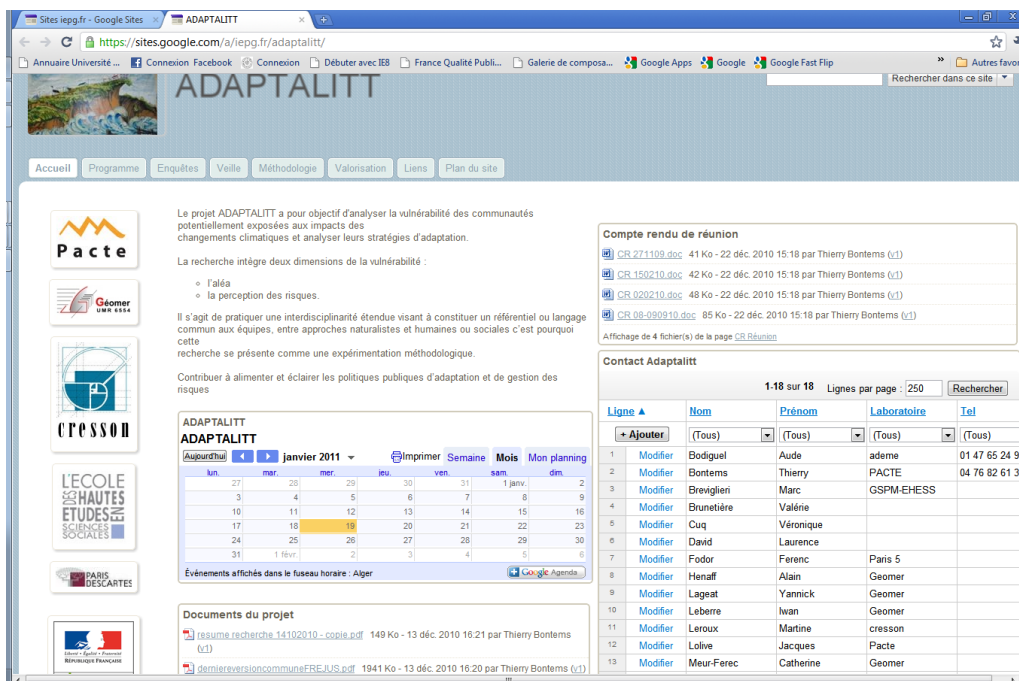 Sites iepg.fr - Google Sites
ADAPTALITT
https://sites.google.com/a/iepg.fr/adaptalitt/
Annuaire Université ... Connexion Facebook Connexion Débuter avec IE8 France Qualité Publi... Galerie de composa... Google Apps Google Google Fast Flip » Autres favor
ADAPTALITT
Rechercher dans ce site
Accueil Programme Enquêtes Veille Méthodologie Valorisation Liens Plan du site
Pacte
Géomer
UMR 6554
cresson
L'ECOLE
DES HAUTES
ETUDES EN
SCIENCES
SOCIALES
PARIS
DESCARTES
Liberté • Égalité • Fraternité
RÉPUBLIQUE FRANÇAISE
Le projet ADAPTALITT a pour objectif d'analyser la vulnérabilité des communautés
potentiellement exposées aux impacts des
changements climatiques et analyser leurs stratégies d'adaptation.
La recherche intègre deux dimensions de la vulnérabilité :
l'aléa
la perception des risques.
Il s'agit de pratiquer une interdisciplinarité étendue visant à constituer un référentiel ou langage
commun aux équipes, entre approches naturalistes et humaines ou sociales c'est pourquoi
cette
recherche se présente comme une expérimentation méthodologique.
Contribuer à alimenter et éclairer les politiques publiques d'adaptation et de gestion des
risques
ADAPTALITT
ADAPTALITT
Aujourd'hui janvier 2011 Imprimer Semaine Mois Mon planning
lun. mar. mer. jeu. ven. sam. dim.
27 28 29 30 31 1 janv. 2
3 4 5 6 7 8 9
10 11 12 13 14 15 16
17 18 19 20 21 22 23
24 25 26 27 28 29 30
31 1 févr. 2 3 4 5 6
Événements affichés dans le fuseau horaire : Alger Google Agenda
Documents du projet
resume recherche 14102010 - copie.pdf 149 Ko - 13 déc. 2010 16:21 par Thierry Bontems
(v1)
derniereversioncommuneFREJUS.pdf 1941 Ko - 13 déc. 2010 16:20 par Thierry Bontems (v1)
Compte rendu de réunion
CR 271109.doc 41 Ko - 22 déc. 2010 15:18 par Thierry Bontems (v1)
CR 150210.doc 42 Ko - 22 déc. 2010 15:18 par Thierry Bontems (v1)
CR 020210.doc 48 Ko - 22 déc. 2010 15:18 par Thierry Bontems (v1)
CR 08-090910.doc 85 Ko - 22 déc. 2010 15:18 par Thierry Bontems (v1)
Affichage de 4 fichier(s) de la page CR Réunion
Contact Adaptalitt
1-18 sur 18 Lignes par page : 250 Rechercher
Ligne ▲ Nom Prénom Laboratoire Tel
+ Ajouter (Tous) (Tous) (Tous) (Tous)
1 Modifier Bodiguel Aude ademe 01 47 65 24 9
2 Modifier Bontems Thierry PACTE 04 76 82 61 3
3 Modifier Breviglieri Marc GSPM-EHESS
4 Modifier Brunetière Valérie
5 Modifier Cuq Véronique
6 Modifier David Laurence
7 Modifier Fodor Ferenc Paris 5
8 Modifier Henaff Alain Geomer
9 Modifier Lageat Yannick Geomer
10 Modifier Leberre Iwan Geomer
11 Modifier Leroux Martine cresson
12 Modifier Lolive Jacques Pacte
13 Modifier Meur-Ferec Catherine Geomer